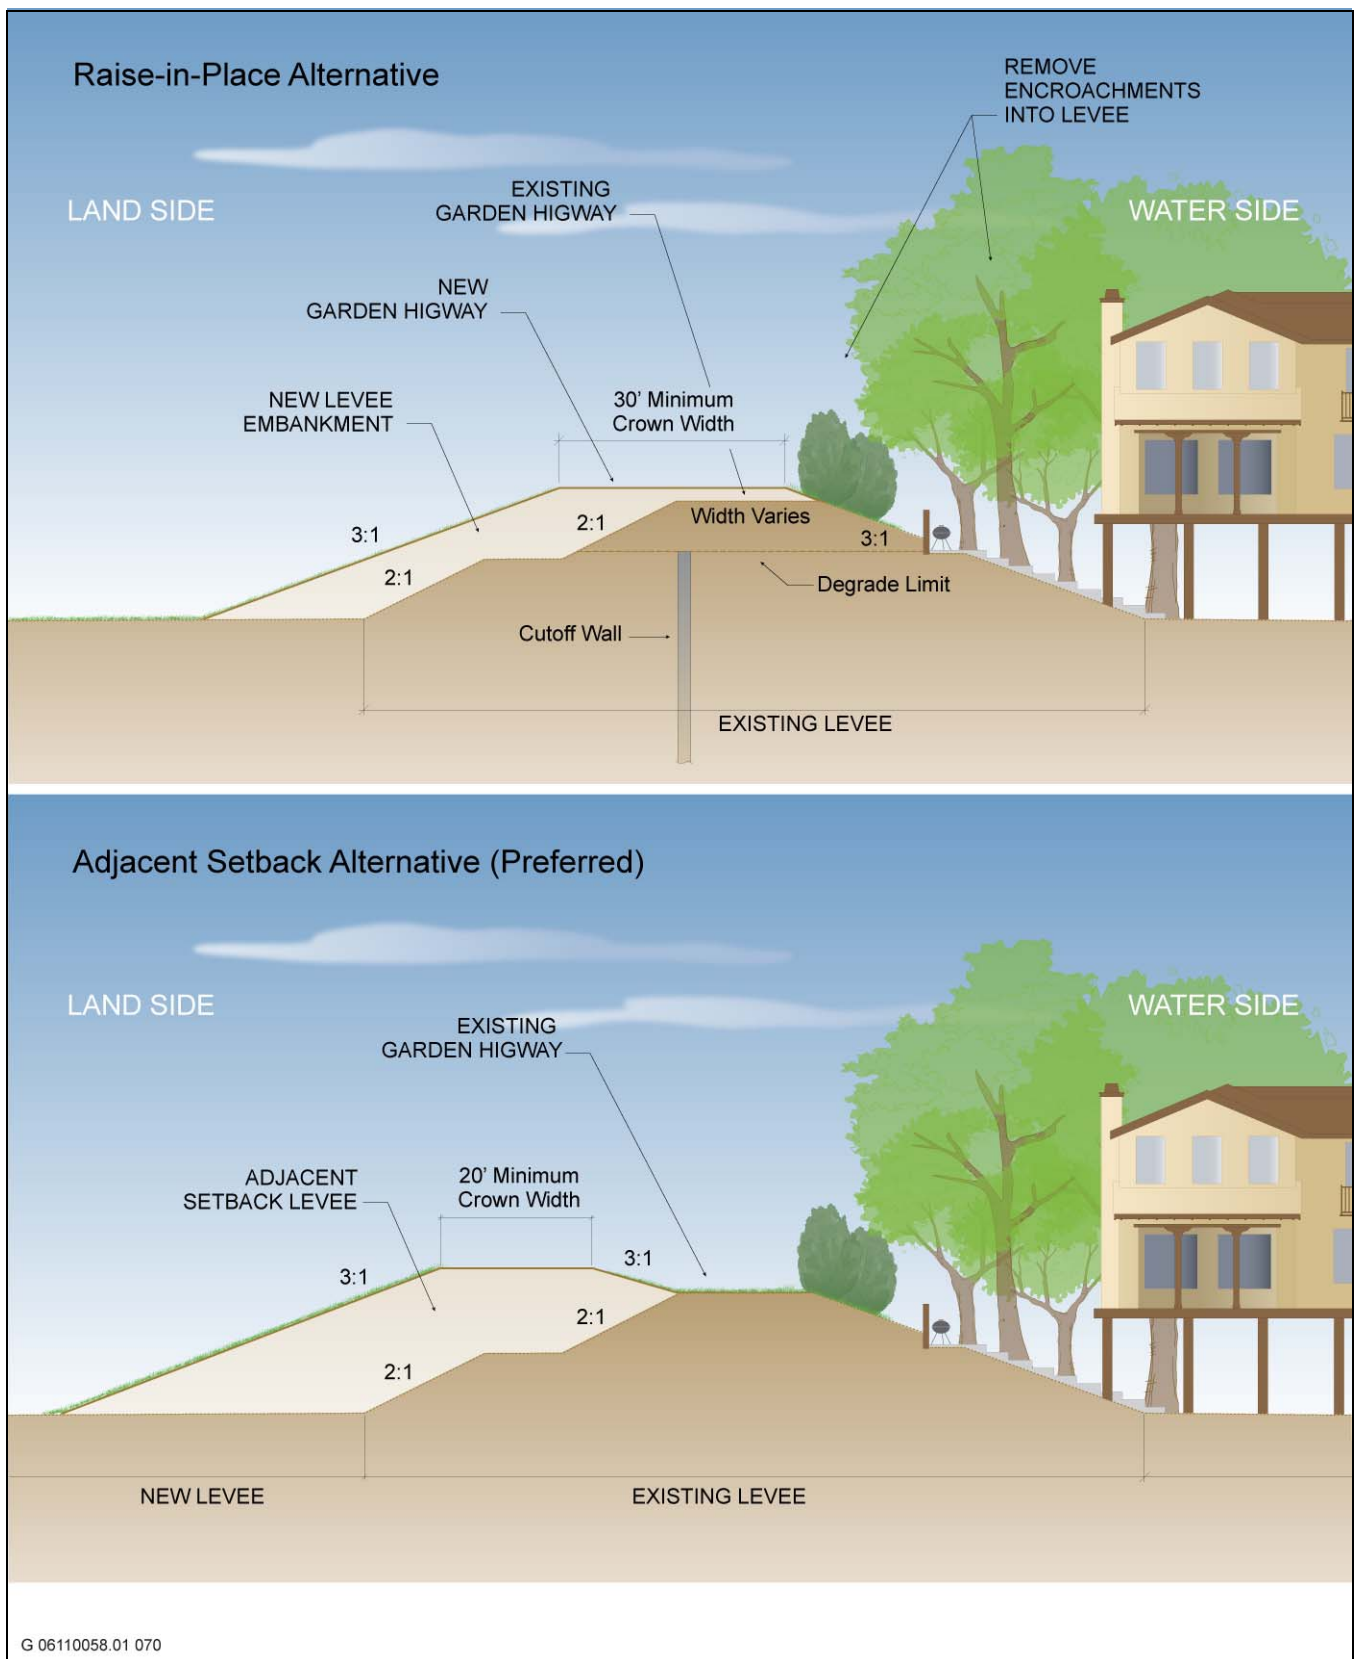 Raise-in-Place Alternative
REMOVE
ENCROACHMENTS
INTO LEVEE
LAND SIDE
EXISTING
GARDEN HIGWAY
WATER SIDE
NEW
GARDEN HIGWAY
NEW LEVEE
EMBANKMENT
30’ Minimum
Crown Width
3:1
2:1
Width Varies
3:1
2:1
Degrade Limit
Cutoff Wall
EXISTING LEVEE
Adjacent Setback Alternative (Preferred)
LAND SIDE
WATER SIDE
EXISTING
GARDEN HIGWAY
ADJACENT
SETBACK LEVEE
20’ Minimum
Crown Width
3:1
3:1
2:1
2:1
NEW LEVEE
EXISTING LEVEE
G 06110058.01 070